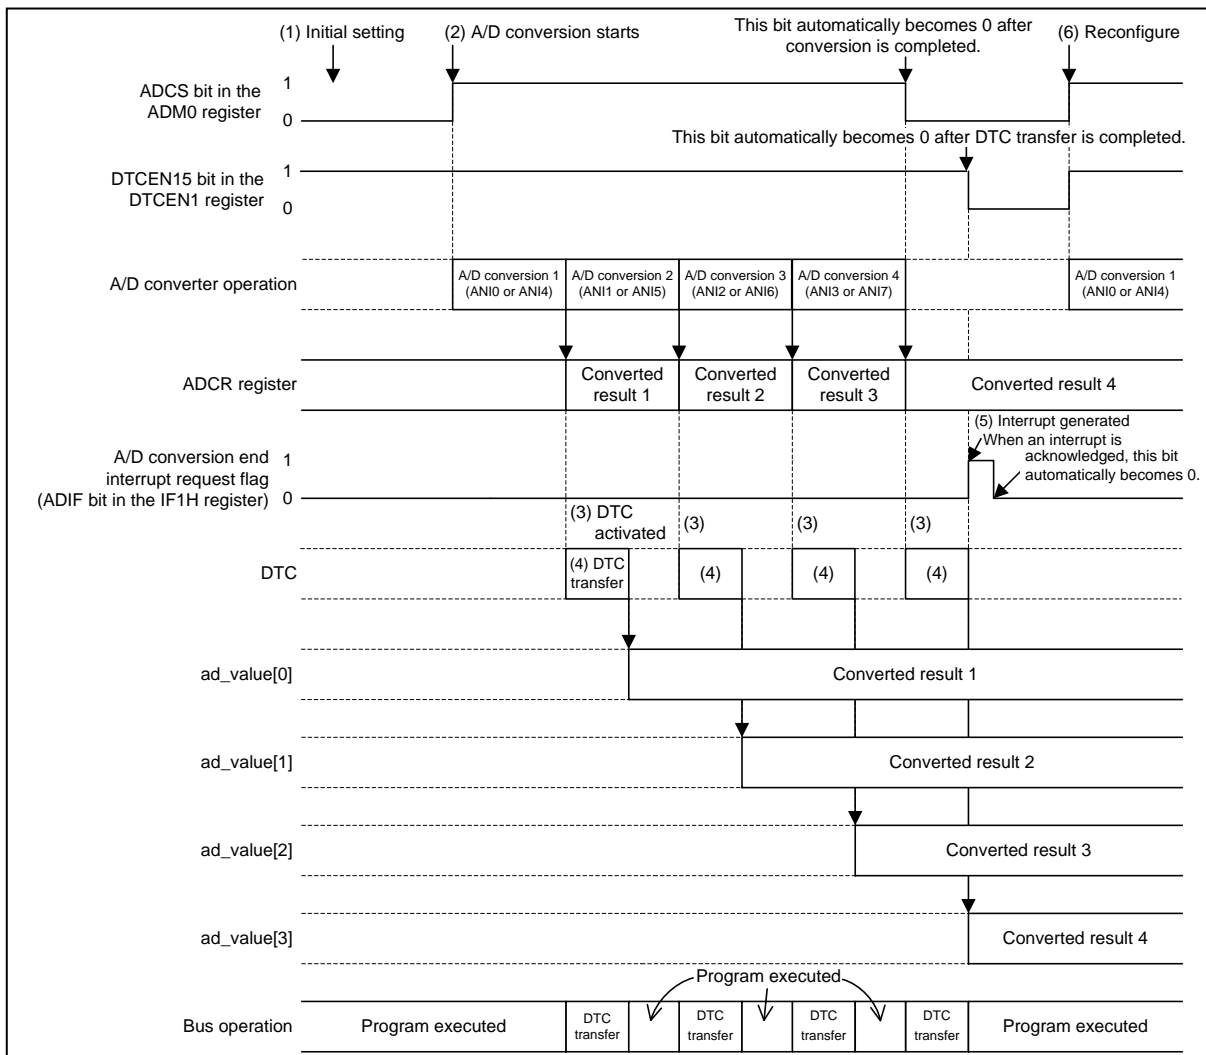 (1) Initial setting
(2) A/D conversion starts
This bit automatically becomes 0 after
conversion is completed.
(6) Reconfigure
ADCS bit in the
ADM0 register
1
0
This bit automatically becomes 0 after DTC transfer is completed.
DTCEN15 bit in the
DTCEN1 register
1
0
A/D converter operation
A/D conversion 1
(ANI0 or ANI4)
A/D conversion 2
(ANI1 or ANI5)
A/D conversion 3
(ANI2 or ANI6)
A/D conversion 4
(ANI3 or ANI7)
A/D conversion 1
(ANI0 or ANI4)
ADCR register
Converted
result 1
Converted
result 2
Converted
result 3
Converted result 4
(5) Interrupt generated
When an interrupt is
acknowledged, this bit
automatically becomes 0.
A/D conversion end
interrupt request flag
(ADIF bit in the IF1H register)
1
0
(3) DTC
activated
(3)
(3)
(3)
DTC
(4) DTC
transfer
(4)
(4)
(4)
ad_value[0]
Converted result 1
ad_value[1]
Converted result 2
ad_value[2]
Converted result 3
ad_value[3]
Converted result 4
Program executed
Bus operation
Program executed
DTC
transfer
DTC
transfer
DTC
transfer
DTC
transfer
Program executed